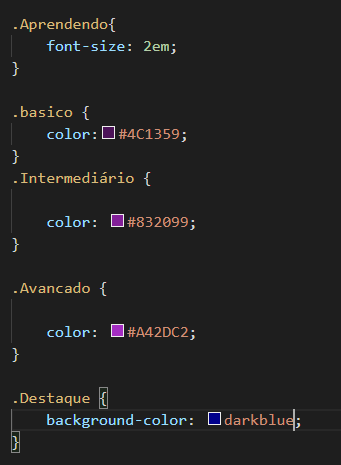 .Aprendendo{
font-size: 2em;
}
.basico {
color: #4C1359;
}
.Intermediário {
color: #832099;
}
.Avancado {
color: #A42DC2;
}
.Destaque {
background-color: darkblue;
}